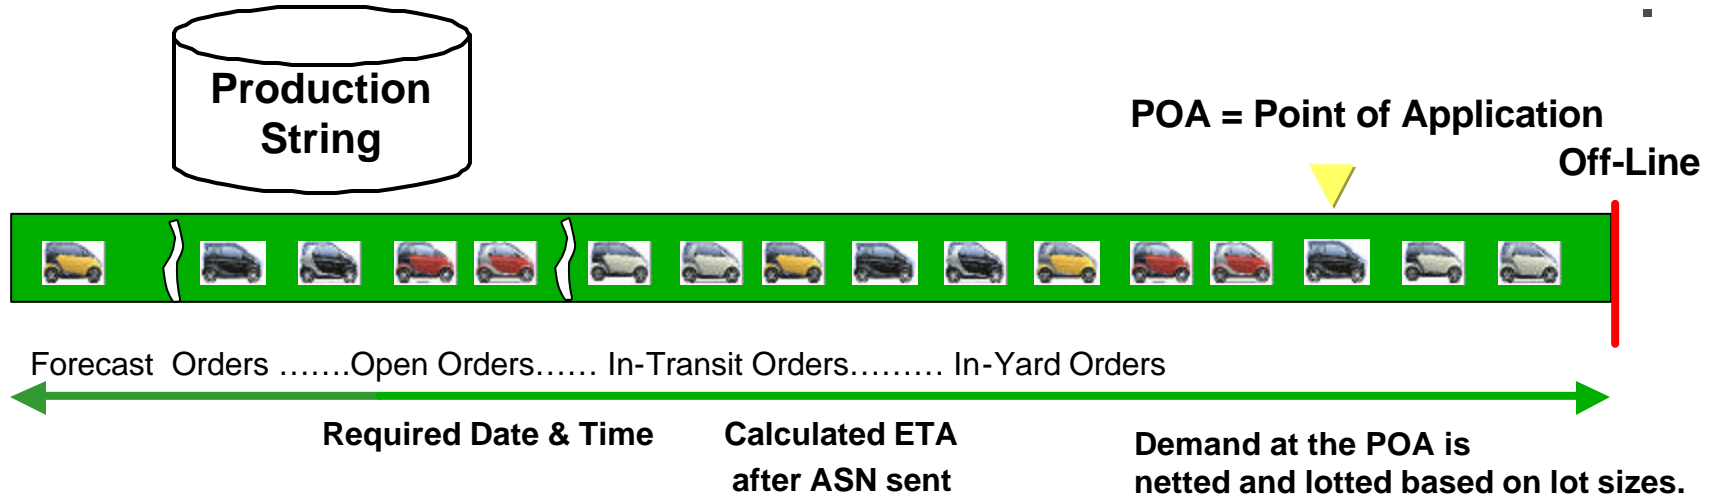 Production
String
POA = Point of Application
Off-Line
Forecast Orders .......Open Orders...... In-Transit Orders......... In-Yard Orders
Required Date & Time
Calculated ETA
after ASN sent
Demand at the POA is
netted and lotted based on lot sizes.